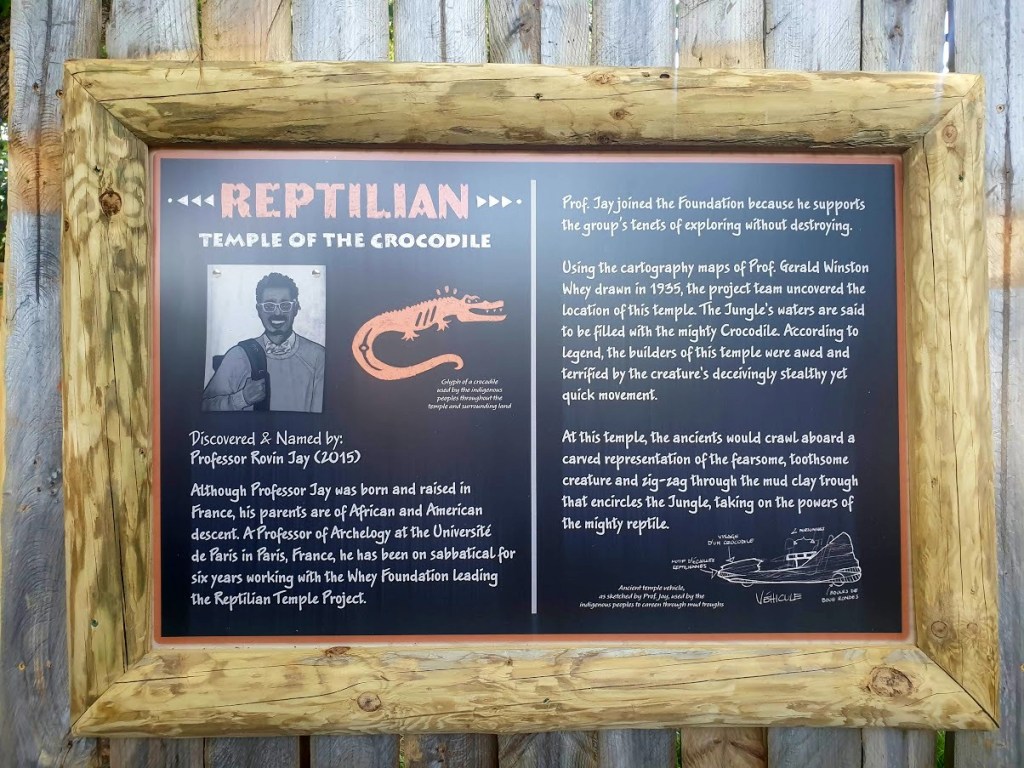 REPTILIAN
TEMPLE OF THE CROCODILE
Glyph of a crocodile
used by the indigenous
peoples throughout the
temple and surrounding land
Discovered & Named by:
Professor Rovin Jay (2015)
Although Professor Jay was born and raised in
France, his parents are of African and American
descent. A Professor of Archelogy at the Université
de Paris in Paris, France, he has been on sabbatical for
six years working with the Whey Foundation leading
the Reptilian Temple Project.
Prof. Jay joined the Foundation because he supports
the group's tenets of exploring without destroying.
Using the cartography maps of Prof. Gerald Winston
Whey drawn in 1935, the project team uncovered the
location of this temple. The Jungle's waters are said
to be filled with the mighty Crocodile. According to
legend, the builders of this temple were awed and
terrified by the creature's deceivingly stealthy yet
quick movement.
At this temple, the ancients would crawl aboard a
carved representation of the fearsome, toothsome
creature and zig-zag through the mud clay trough
that encircles the Jungle, taking on the powers of
the mighty reptile.
VISAGE
D'UN CROCODILE
MOTIF D'ÉCAILLES
REPTILIENNES
VÉHICULE
ROUES DE
BOUE RONDES
Ancient temple vehicle,
as sketched by Prof. Jay, used by the
indigenous peoples to careen through mud troughs